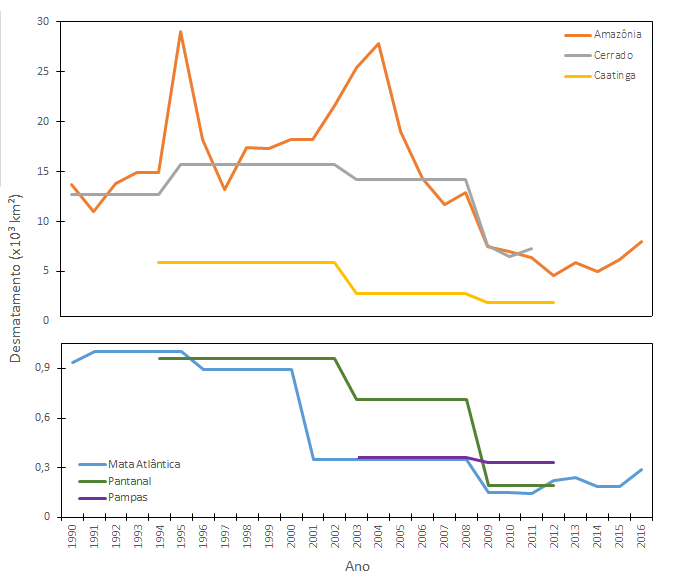 30
25
20
15
10
5
0
Amazônia
Cerrado
Caatinga
Desmatamento (x10³ km²)
0,9
0,6
0,3
0
Mata Atlântica
Pantanal
Pampas
1990 1991 1992 1993 1994 1995 1996 1997 1998 1999 2000 2001 2002 2003 2004 2005 2006 2007 2008 2009 2010 2011 2012 2013 2014 2015 2016
Ano